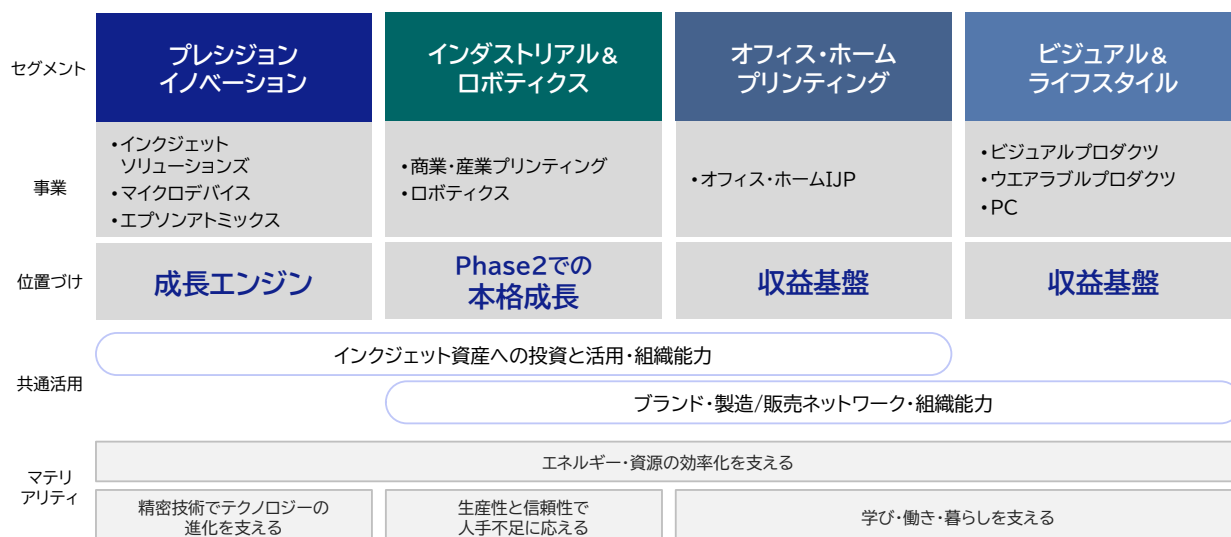 セグメント
プレシジョン
イノベーション
インダストリアル&
ロボティクス
オフィス・ホーム
プリンティング
ビジュアル&
ライフスタイル
事業
•インクジェット
ソリューションズ
•マイクロデバイス
•エプソンアトミックス
•商業・産業プリンティング
•ロボティクス
•オフィス・ホームIJP
•ビジュアルプロダクツ
•ウエアラブルプロダクツ
•PC
位置づけ
成長エンジン
Phase2での
本格成長
収益基盤
収益基盤
共通活用
インクジェット資産への投資と活用・組織能力
ブランド・製造/販売ネットワーク・組織能力
マテリ
アリティ
エネルギー・資源の効率化を支える
精密技術でテクノロジーの
進化を支える
生産性と信頼性で
人手不足に応える
学び・働き・暮らしを支える